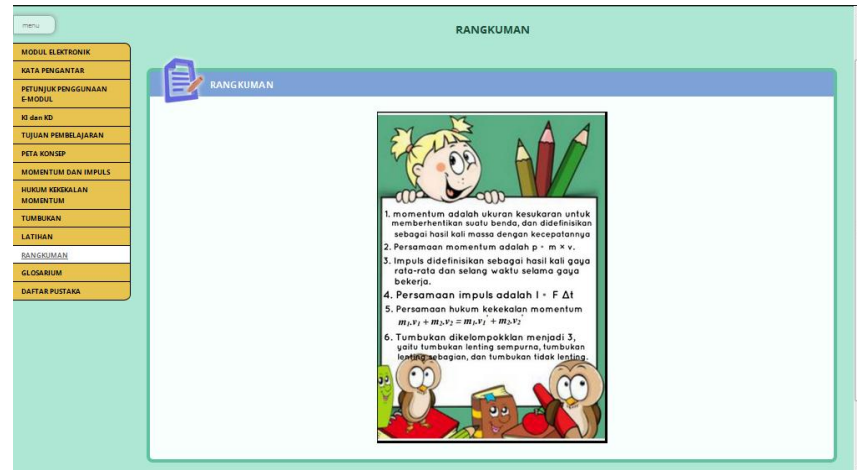 menu
RANGKUMAN
MODUL ELEKTRONIK
KATA PENGANTAR
PETUNJUK PENGGUNAAN
E-MODUL
KI dan KD
TUJUAN PEMBELAJARAN
PETA KONSEP
MOMENTUM DAN IMPULS
HUKUM KEKEKALAN
MOMENTUM
TUMBUKAN
LATIHAN
RANGKUMAN
GLOSARIUM
DAFTAR PUSTAKA
RANGKUMAN
1. momentum adalah ukuran kesukaran untuk
memberhentikan suatu benda, dan didefinisikan
sebagai hasil kali massa dengan kecepatannya
2. Persamaan momentum adalah p = m × v.
3. Impuls didefinisikan sebagai hasil kali gaya
rata-rata dan selang waktu selama gaya
bekerja.
4. Persamaan impuls adalah I = F Δt
5. Persamaan hukum kekekalan momentum
m₁.v₁ + m₂.v₂ = m₁.v₁' + m₂.v₂'
6. Tumbukan dikelompokklan menjadi 3,
yaitu tumbukan lenting sempurna, tumbukan
lenting sebagian, dan tumbukan tidak lenting.